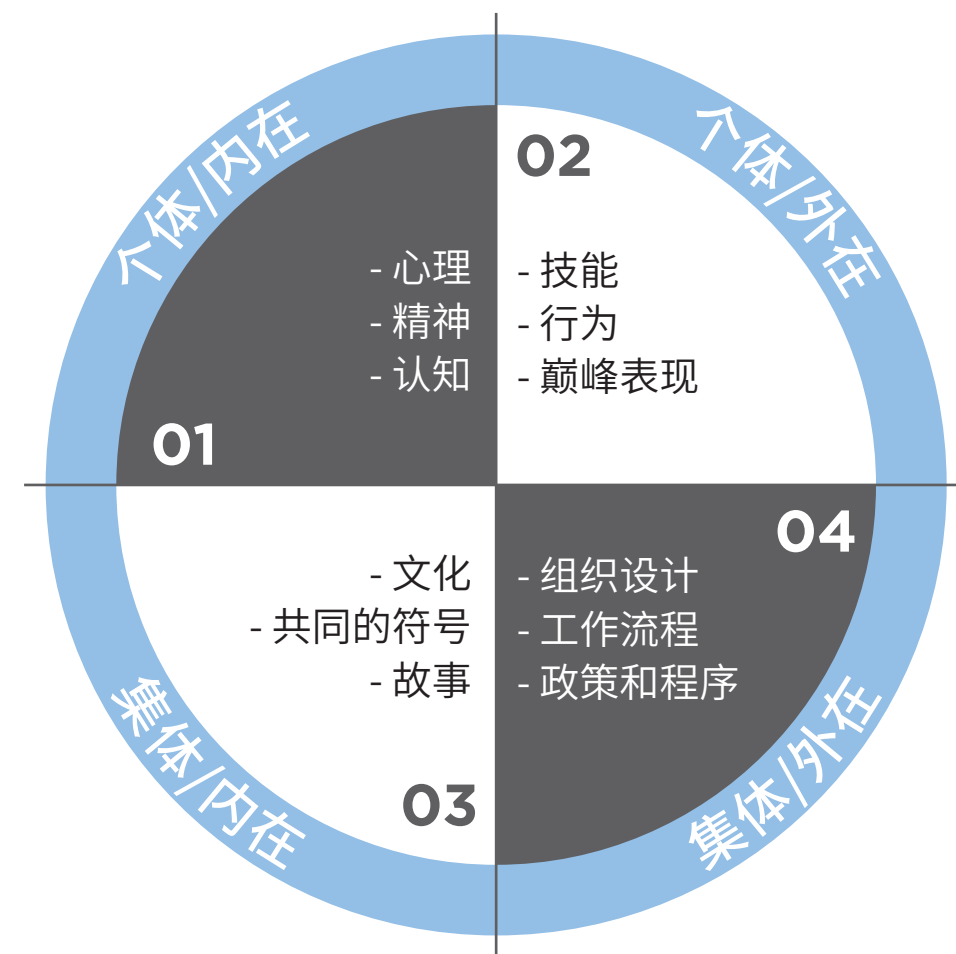 个体/内在
01
- 心理
- 精神
- 认知
个体/外在
02
- 技能
- 行为
- 巅峰表现
集体/内在
03
- 文化
- 共同的符号
- 故事
集体/外在
04
- 组织设计
- 工作流程
- 政策和程序